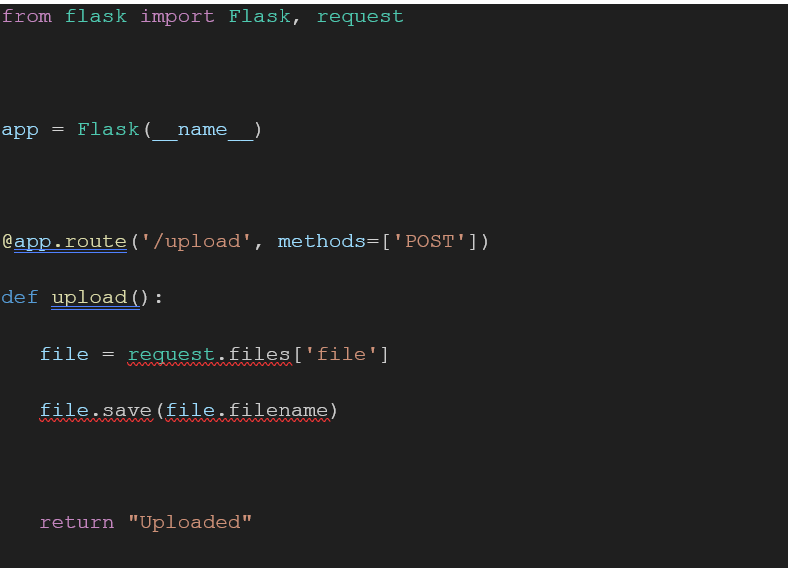 from flask import Flask, request
app = Flask(__name__)
@app.route('/upload', methods=['POST'])
def upload():
file = request.files['file']
file.save(file.filename)
return "Uploaded"